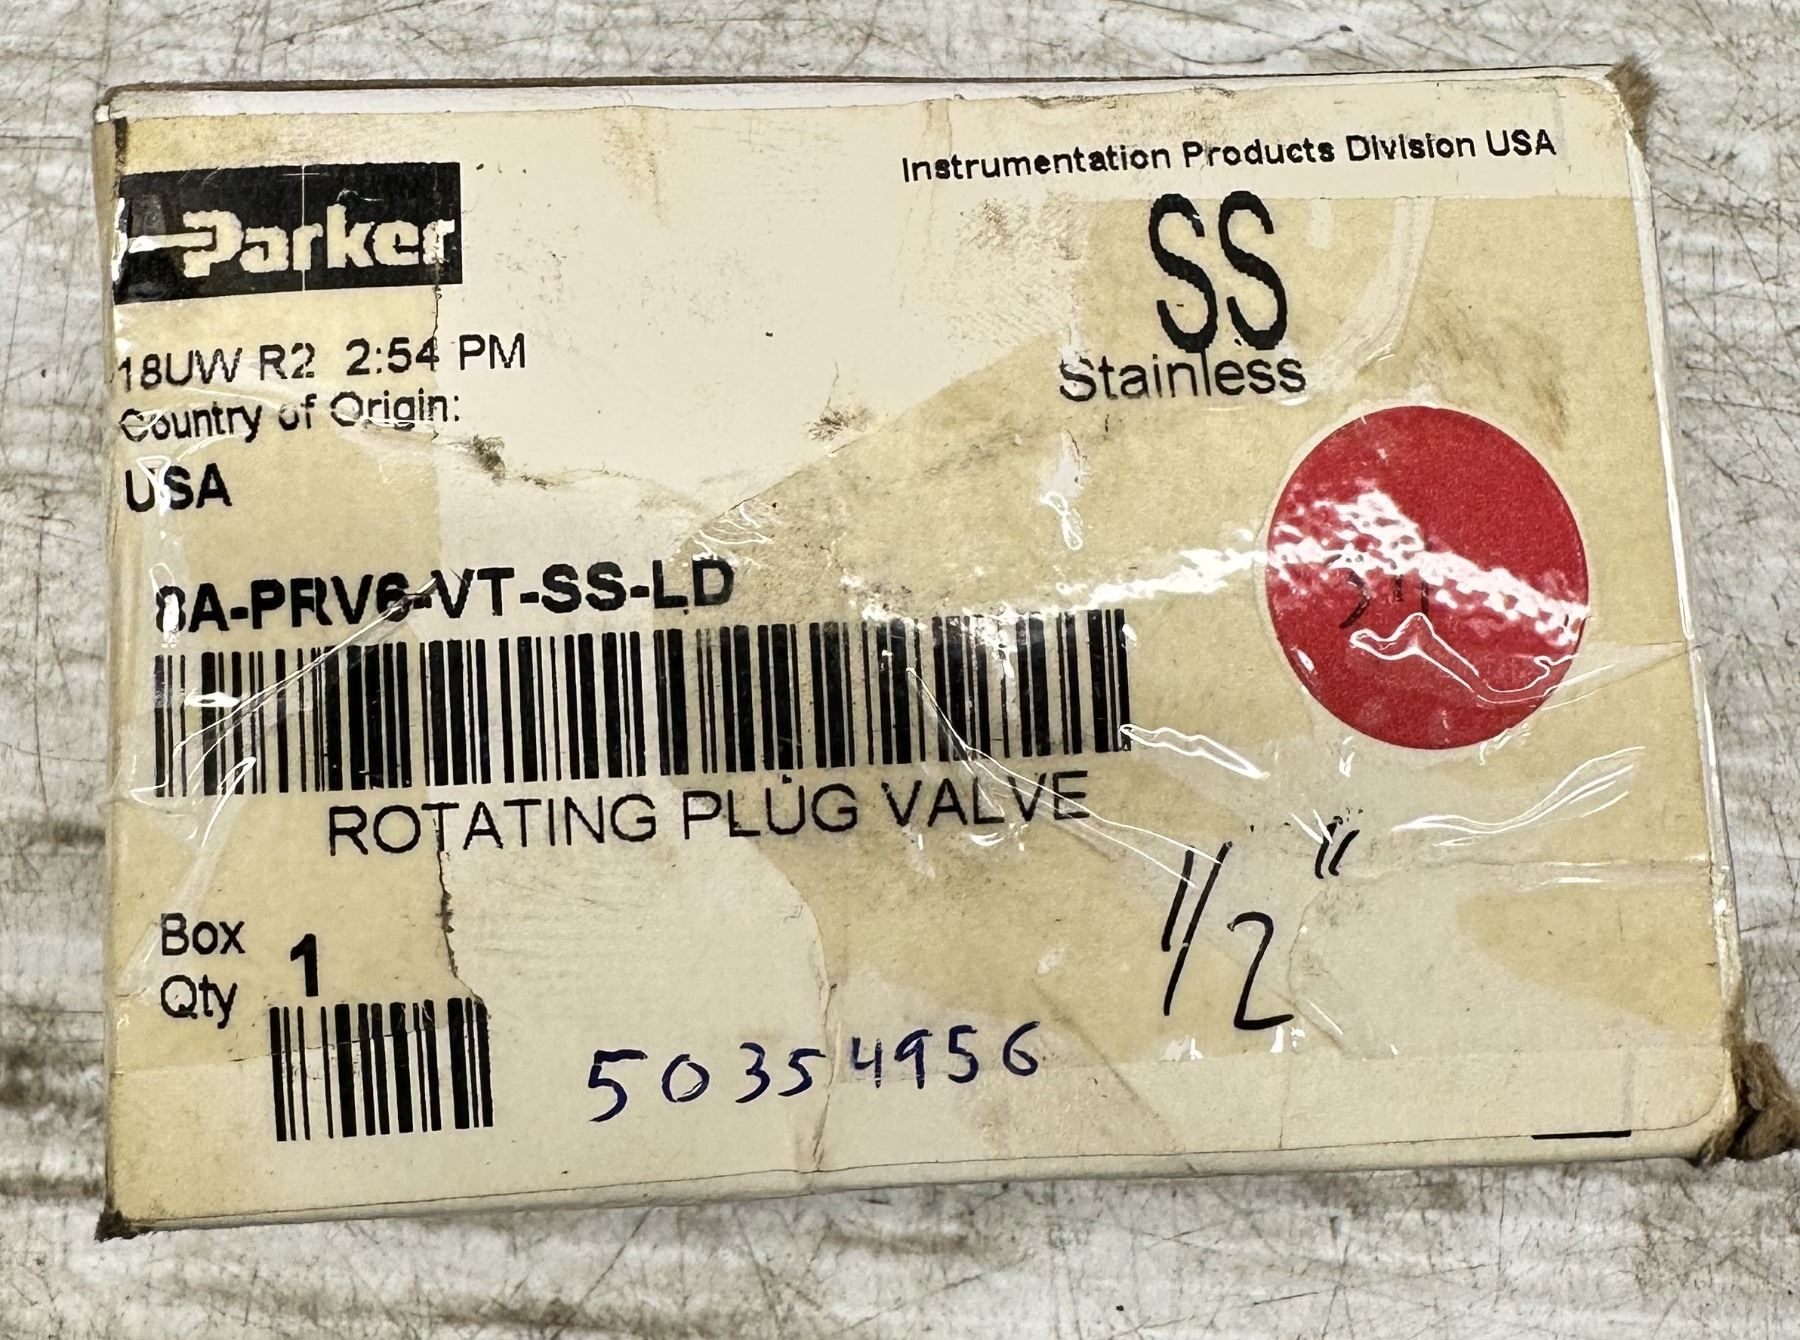 Parker
Instrumentation Products Division USA
SS
Stainless
18UW R2 2:54 PM
Country of Origin:
USA
8A-PRV6-VT-SS-LD
ROTATING PLUG VALVE
1/2"
Box
Qty
1
50354956